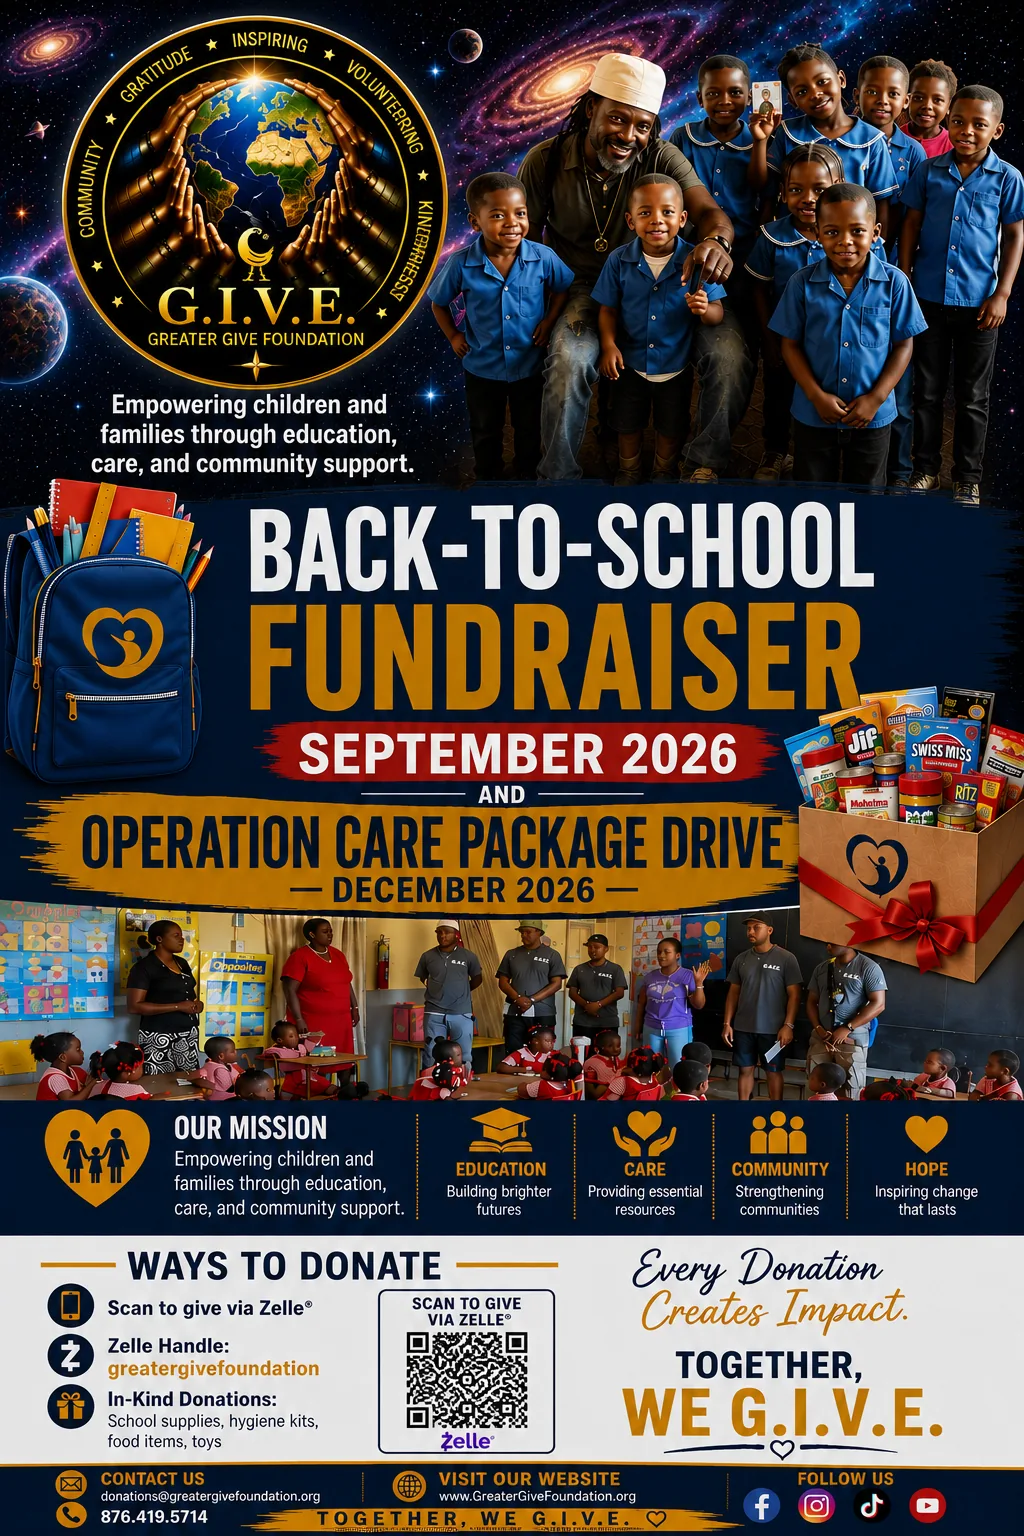 COMMUNITY ★ GRATITUDE ★ INSPIRING ★ VOLUNTEERING ★
G.I.V.E.
GREATER GIVE FOUNDATION
Empowering children and
families through education,
care, and community support.
BACK-TO-SCHOOL
FUNDRAISER
SEPTEMBER 2026
AND
OPERATION CARE PACKAGE DRIVE
— DECEMBER 2026 —
Jif
SWISS MISS
Mahatma
RITZ
Opposites
OUR MISSION
Empowering children and
families through education,
care, and community support.
EDUCATION
Building brighter
futures
CARE
Providing essential
resources
COMMUNITY
Strengthening
communities
HOPE
Inspiring change
that lasts
WAYS TO DONATE
Scan to give via Zelle®
Zelle Handle:
greatergivefoundation
In-Kind Donations:
School supplies, hygiene kits,
food items, toys
SCAN TO GIVE
VIA ZELLE®
Zelle®
Every Donation
Creates Impact.
TOGETHER,
WE G.I.V.E.
CONTACT US
donations@greatergivefoundation.org
876.419.5714
VISIT OUR WEBSITE
www.GreaterGiveFoundation.org
TOGETHER, WE G.I.V.E.
FOLLOW US